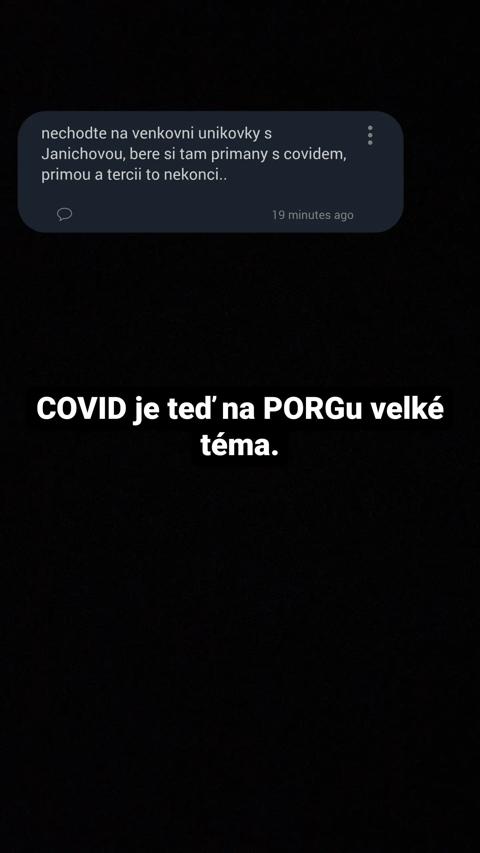 nechodte na venkovni unikovky s
Janichovou, bere si tam primany s covidem,
primou a tercii to nekonci..
19 minutes ago
COVID je teď na PORGu velké
téma.